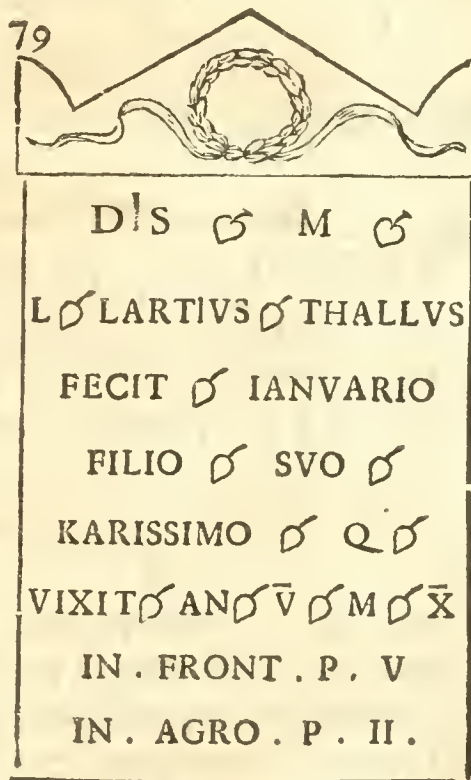 79
DIS ❦ M ❦
L ❦ LARTIVS ❦ THALLVS
FECIT ❦ IANVARIO
FILIO ❦ SVO ❦
KARISSIMO ❦ Q ❦
VIXIT ❦ AN ❦ V̄ ❦ M ❦ X̄
IN . FRONT . P . V
IN . AGRO . P . II .